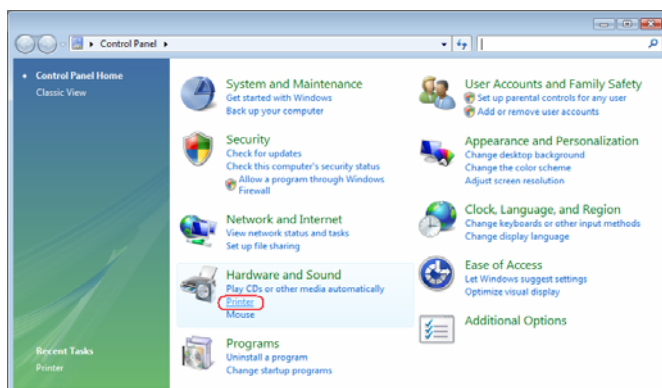 Control Panel
Control Panel Home
Classic View
System and Maintenance
Get started with Windows
Back up your computer
Security
Check for updates
Check this computer's security status
Allow a program through Windows
Firewall
Network and Internet
View network status and tasks
Set up file sharing
Hardware and Sound
Play CDs or other media automatically
Printer
Mouse
Programs
Uninstall a program
Change startup programs
User Accounts and Family Safety
Set up parental controls for any user
Add or remove user accounts
Appearance and Personalization
Change desktop background
Change the color scheme
Adjust screen resolution
Clock, Language, and Region
Change keyboards or other input methods
Change display language
Ease of Access
Let Windows suggest settings
Optimize visual display
Additional Options
Recent Tasks
Printer